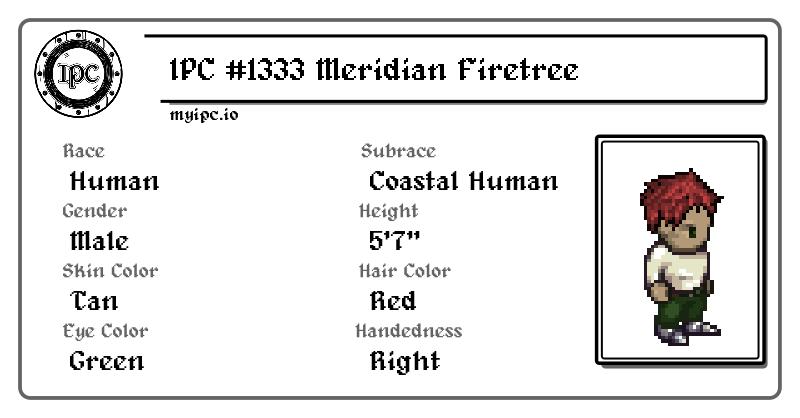 IPC
IPC #1333 Meridian Firetree
myipc.io
Race
Human
Subrace
Coastal Human
Gender
Male
Height
5'7"
Skin Color
Tan
Hair Color
Red
Eye Color
Green
Handedness
Right